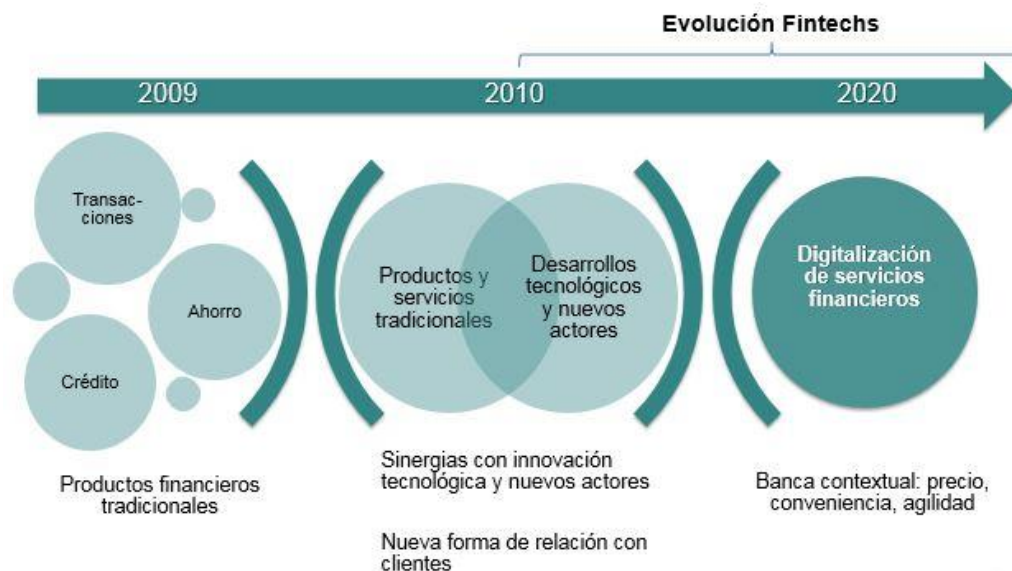 Evolución Fintechs
2009
2010
2020
Transac-
ciones
Ahorro
Crédito
Productos y
servicios
tradicionales
Desarrollos
tecnológicos
y nuevos
actores
Digitalización
de servicios
financieros
Productos financieros
tradicionales
Sinergias con innovación
tecnológica y nuevos actores
Nueva forma de relación con
clientes
Banca contextual: precio,
conveniencia, agilidad